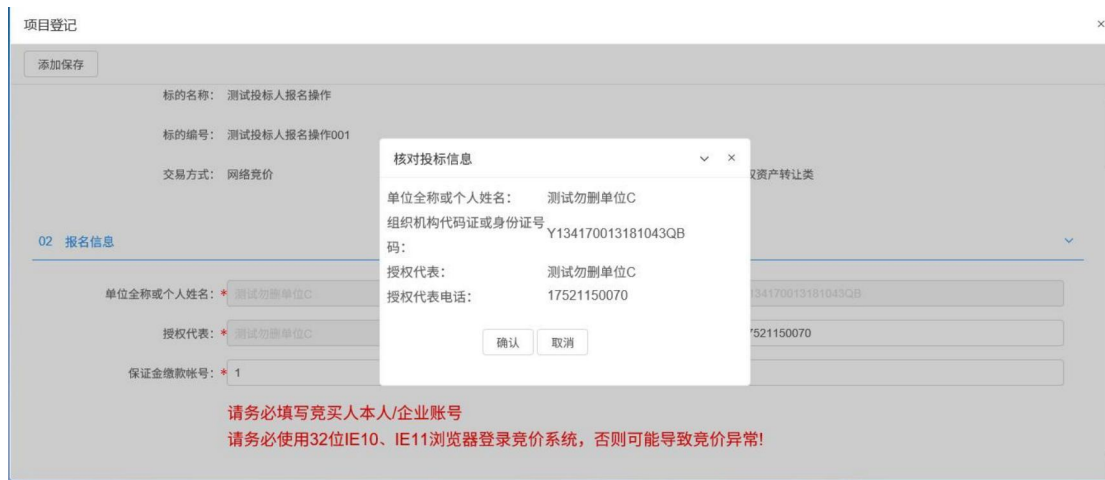 项目登记
×
添加保存
标的名称: 测试投标人报名操作
标的编号: 测试投标人报名操作001
交易方式: 网络竞价
资产转让类
核对投标信息
×
单位全称或个人姓名: 测试勿删单位C
组织机构代码证或身份证号码: Y134170013181043QB
授权代表: 测试勿删单位C
授权代表电话: 17521150070
确认 取消
02 报名信息
单位全称或个人姓名: * 测试勿删单位C
134170013181043QB
授权代表: * 测试勿删单位C
7521150070
保证金缴款帐号: * 1
请务必填写竞买人本人/企业账号
请务必使用32位IE10、IE11浏览器登录竞价系统，否则可能导致竞价异常!